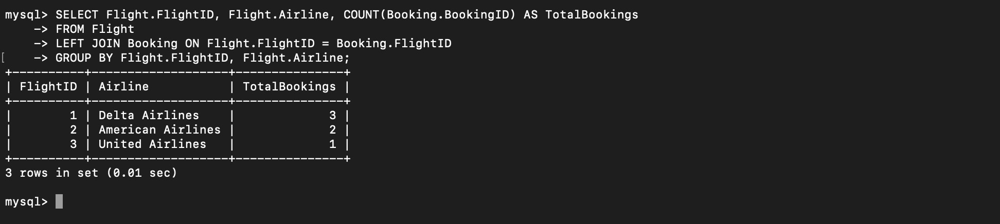 mysql> SELECT Flight.FlightID, Flight.Airline, COUNT(Booking.BookingID) AS TotalBookings
    -> FROM Flight
    -> LEFT JOIN Booking ON Flight.FlightID = Booking.FlightID
[    -> GROUP BY Flight.FlightID, Flight.Airline;
+----------+-------------------+---------------+
| FlightID | Airline           | TotalBookings |
+----------+-------------------+---------------+
|        1 | Delta Airlines    |             3 |
|        2 | American Airlines |             2 |
|        3 | United Airlines   |             1 |
+----------+-------------------+---------------+
3 rows in set (0.01 sec)

mysql>